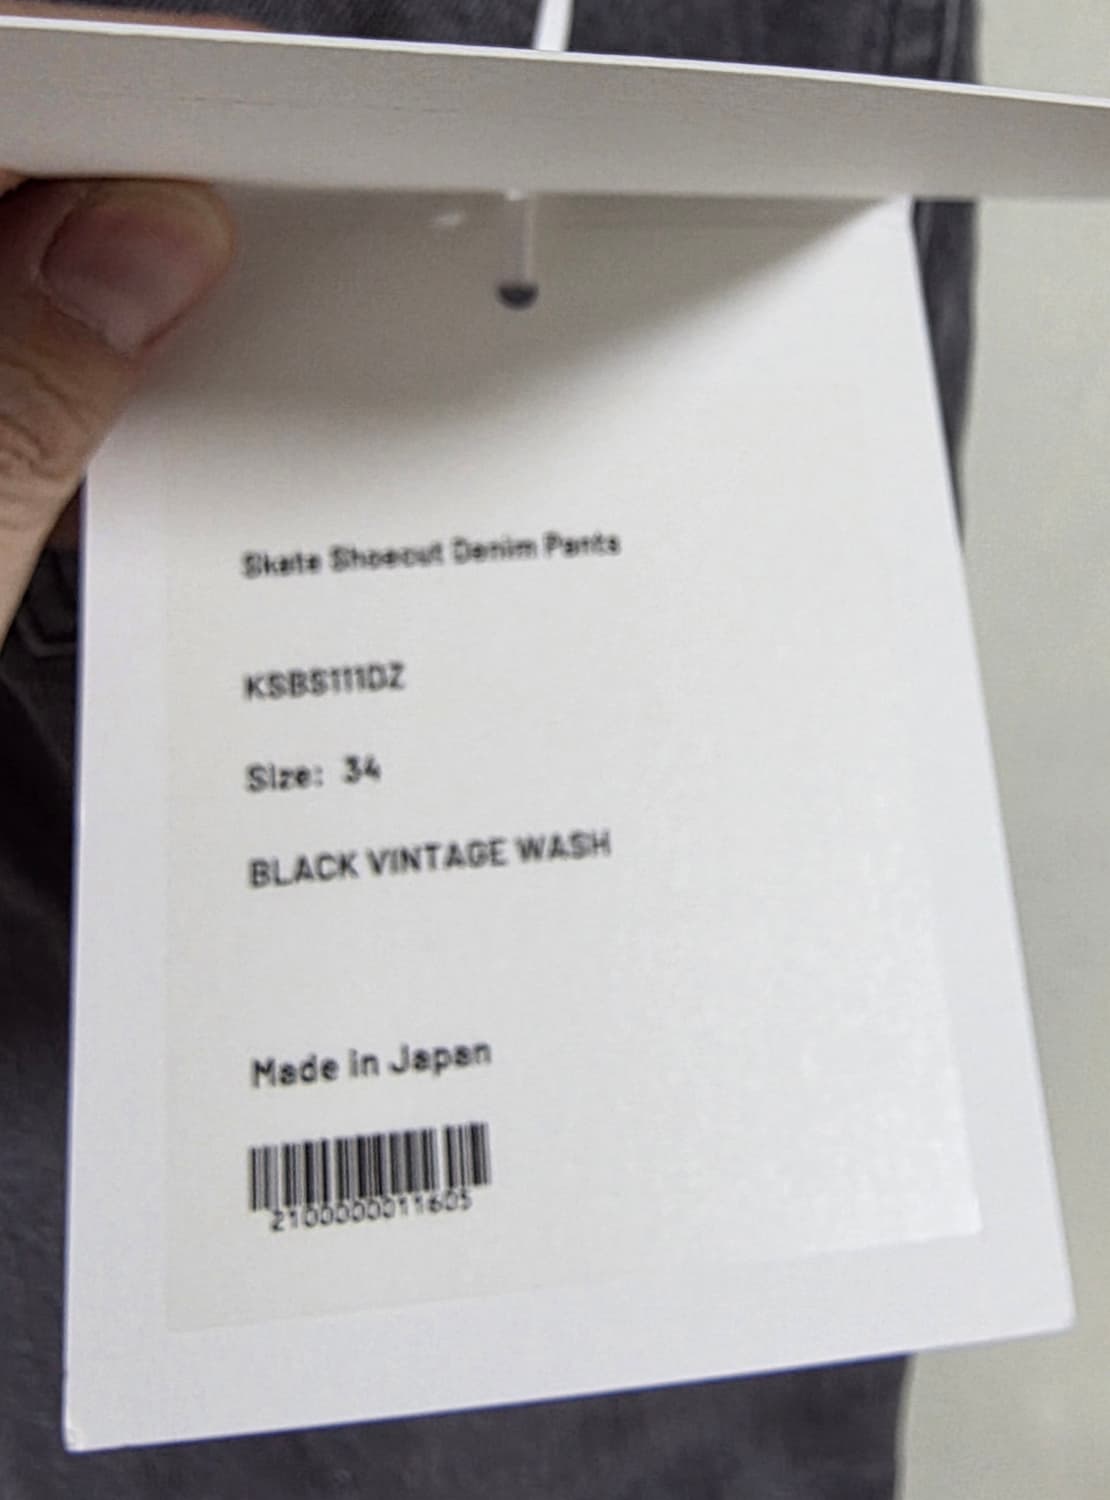 Skate Shoecut Denim Pants
KSBS111DZ
Size: 34
BLACK VINTAGE WASH
Made in Japan
2100000011605